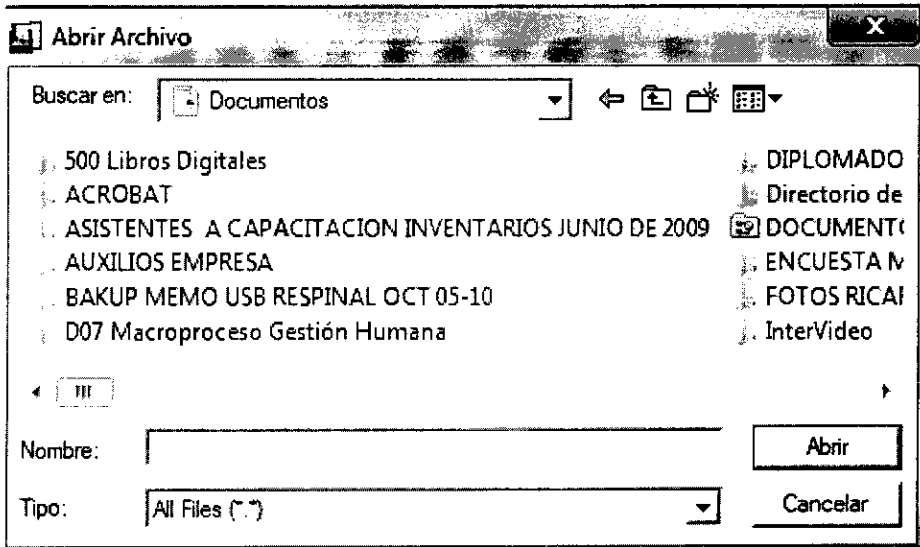 Abrir Archivo
Buscar en: Documentos
500 Libros Digitales
ACROBAT
ASISTENTES A CAPACITACION INVENTARIOS JUNIO DE 2009
AUXILIOS EMPRESA
BAKUP MEMO USB RESPINAL OCT 05-10
D07 Macroproceso Gestión Humana
DIPLOMADO
Directorio de
DOCUMENTO
ENCUESTA
FOTOS
InterVideo
Nombre:
Abrir
Tipo: All Files (*.*)
Cancelar